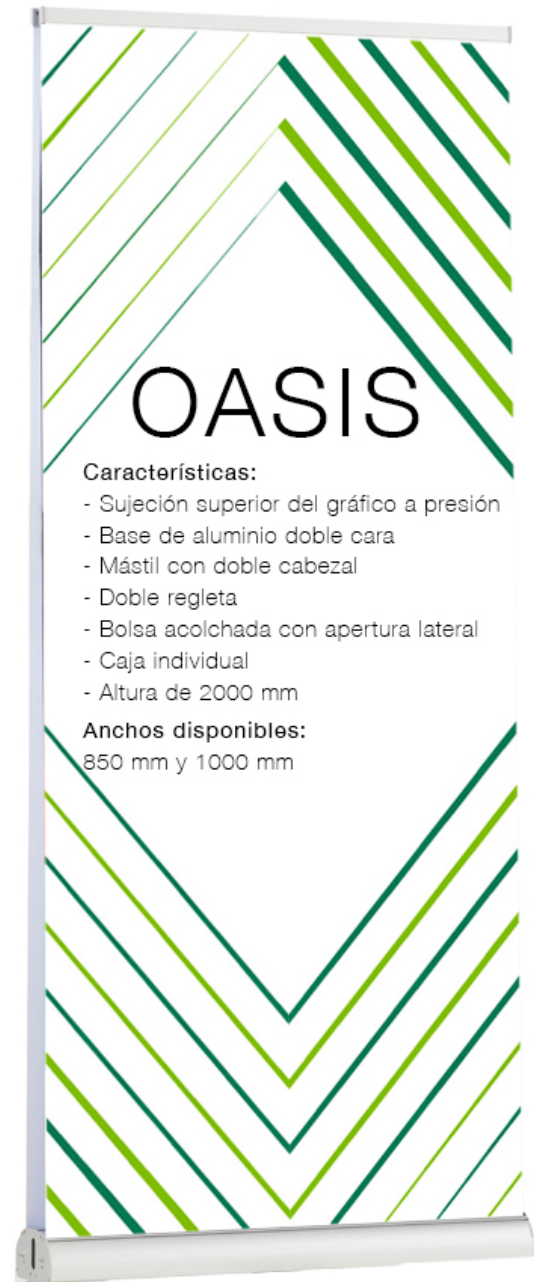 OASIS
Características:
- Sujeción superior del gráfico a presión
- Base de aluminio doble cara
- Mástil con doble cabezal
- Doble regleta
- Bolsa acolchada con apertura lateral
- Caja individual
- Altura de 2000 mm
Anchos disponibles:
850 mm y 1000 mm